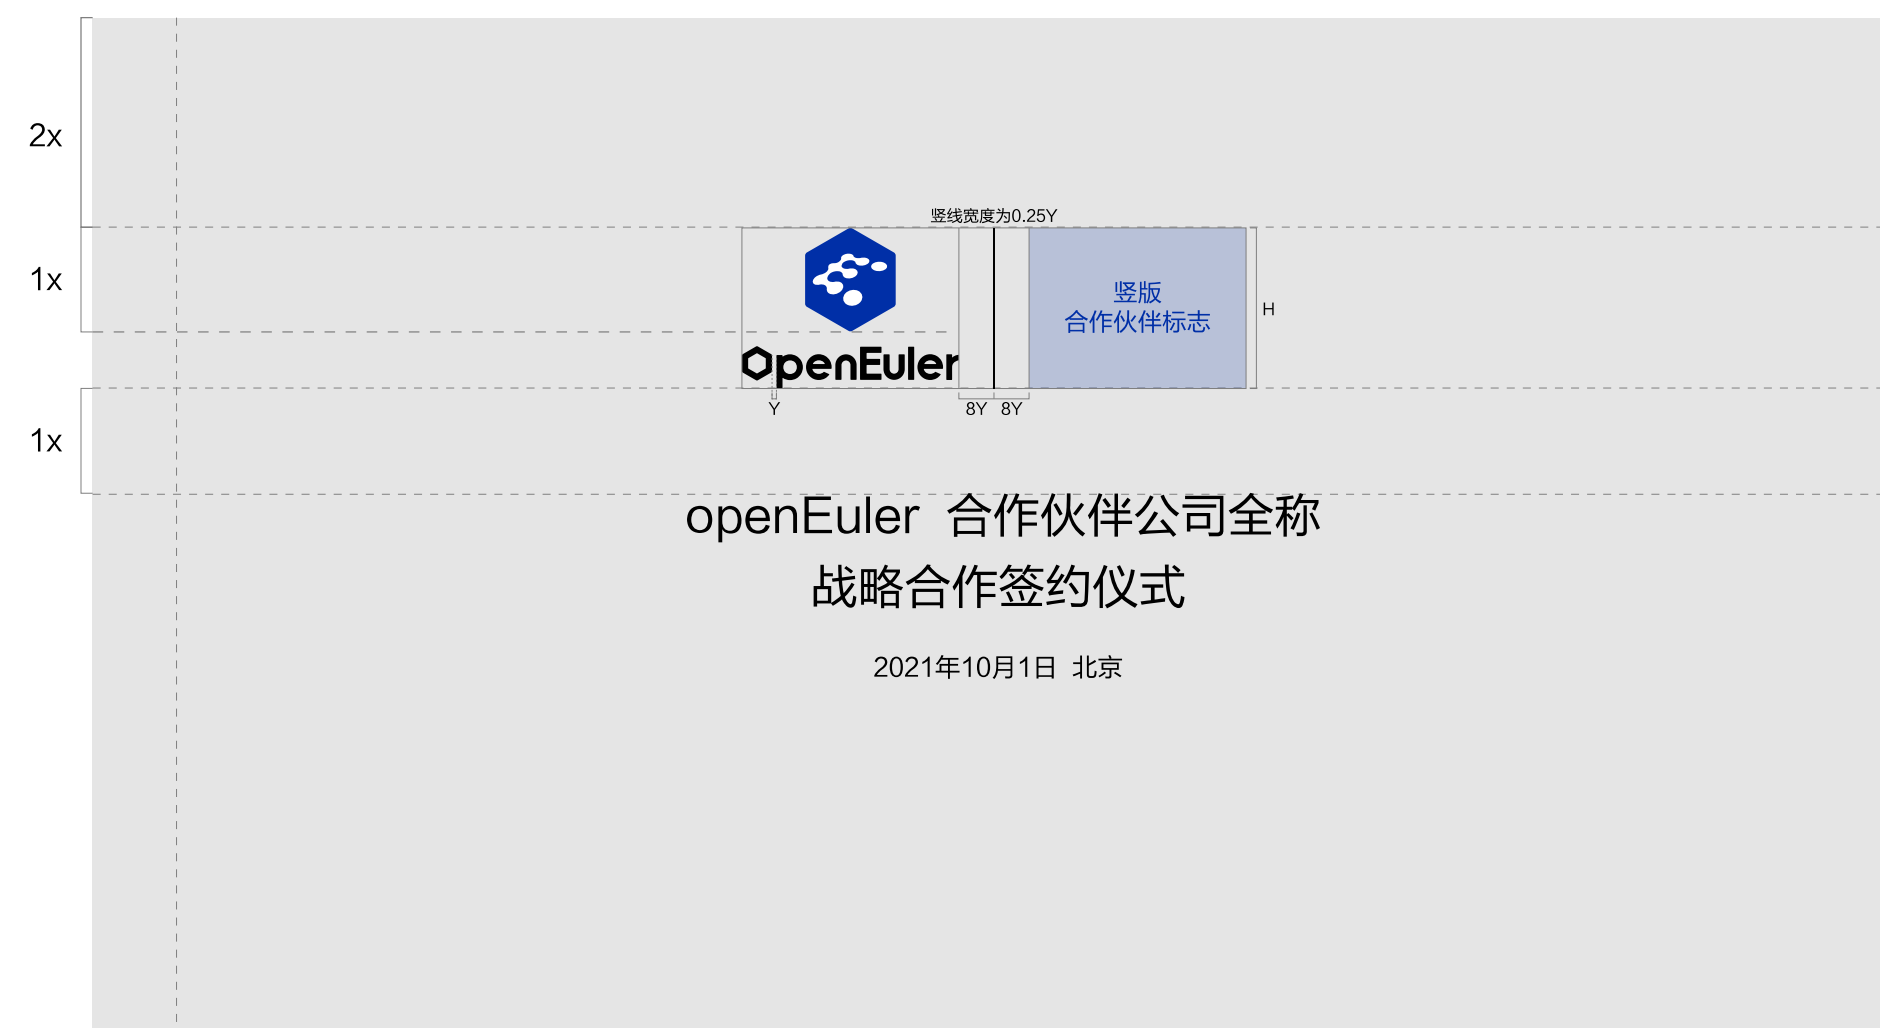 2x
竖线宽度为0.25Y
1x
竖版
合作伙伴标志
H
openEuler
Y
8Y
8Y
1x
openEuler 合作伙伴公司全称
战略合作签约仪式
2021年10月1日 北京